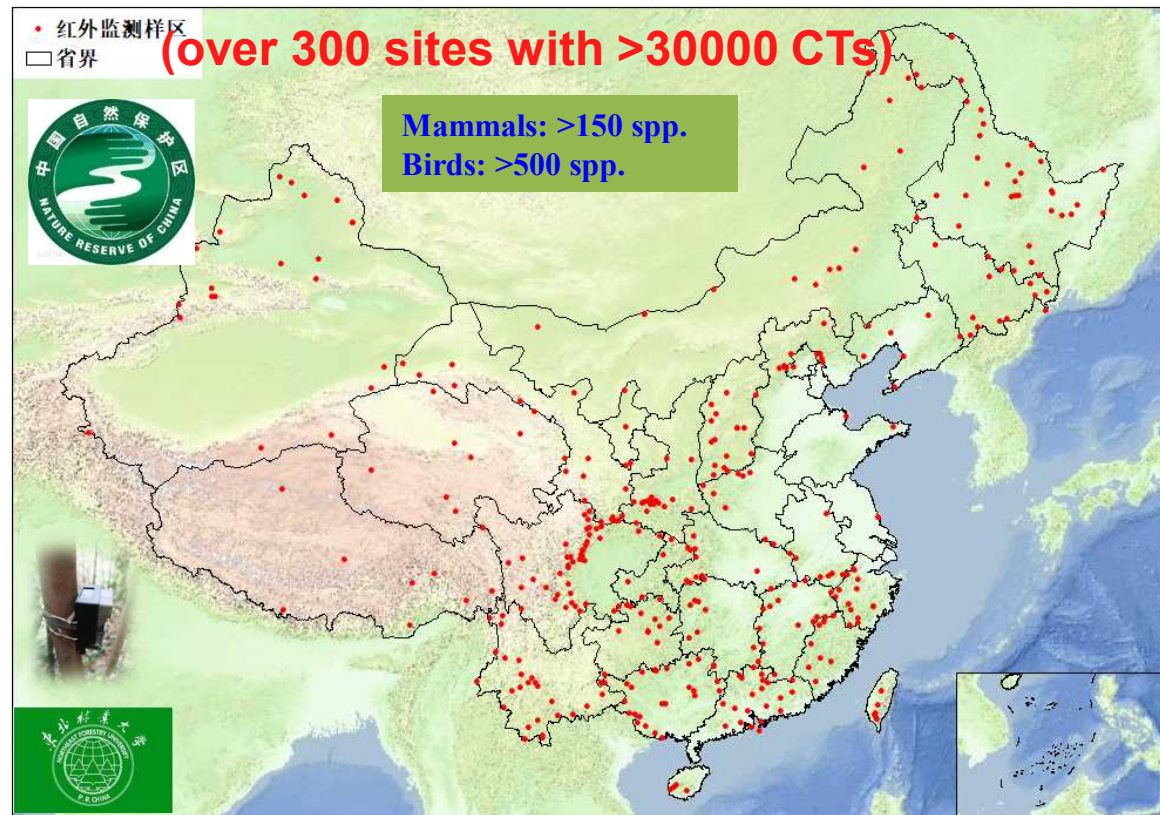 红外监测样区
省界
(over 300 sites with >30000 CTs)
Mammals: >150 spp.
Birds: >500 spp.
中国自然保护区
NATURE RESERVE OF CHINA
东北林业大学
NORTHEAST FORESTRY UNIVERSITY
P.R.CHINA